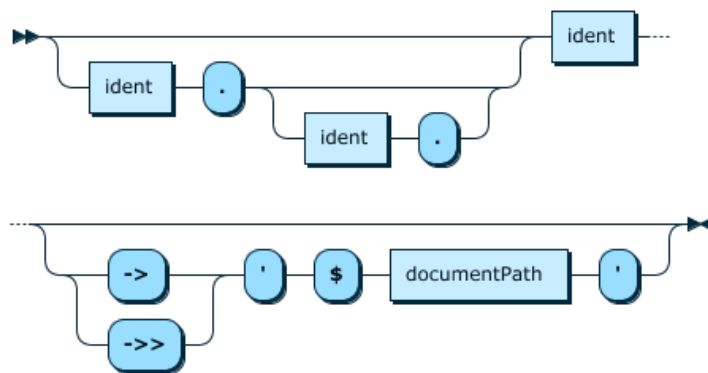 ident
ident .
ident .
-> ' $ documentPath '
->>